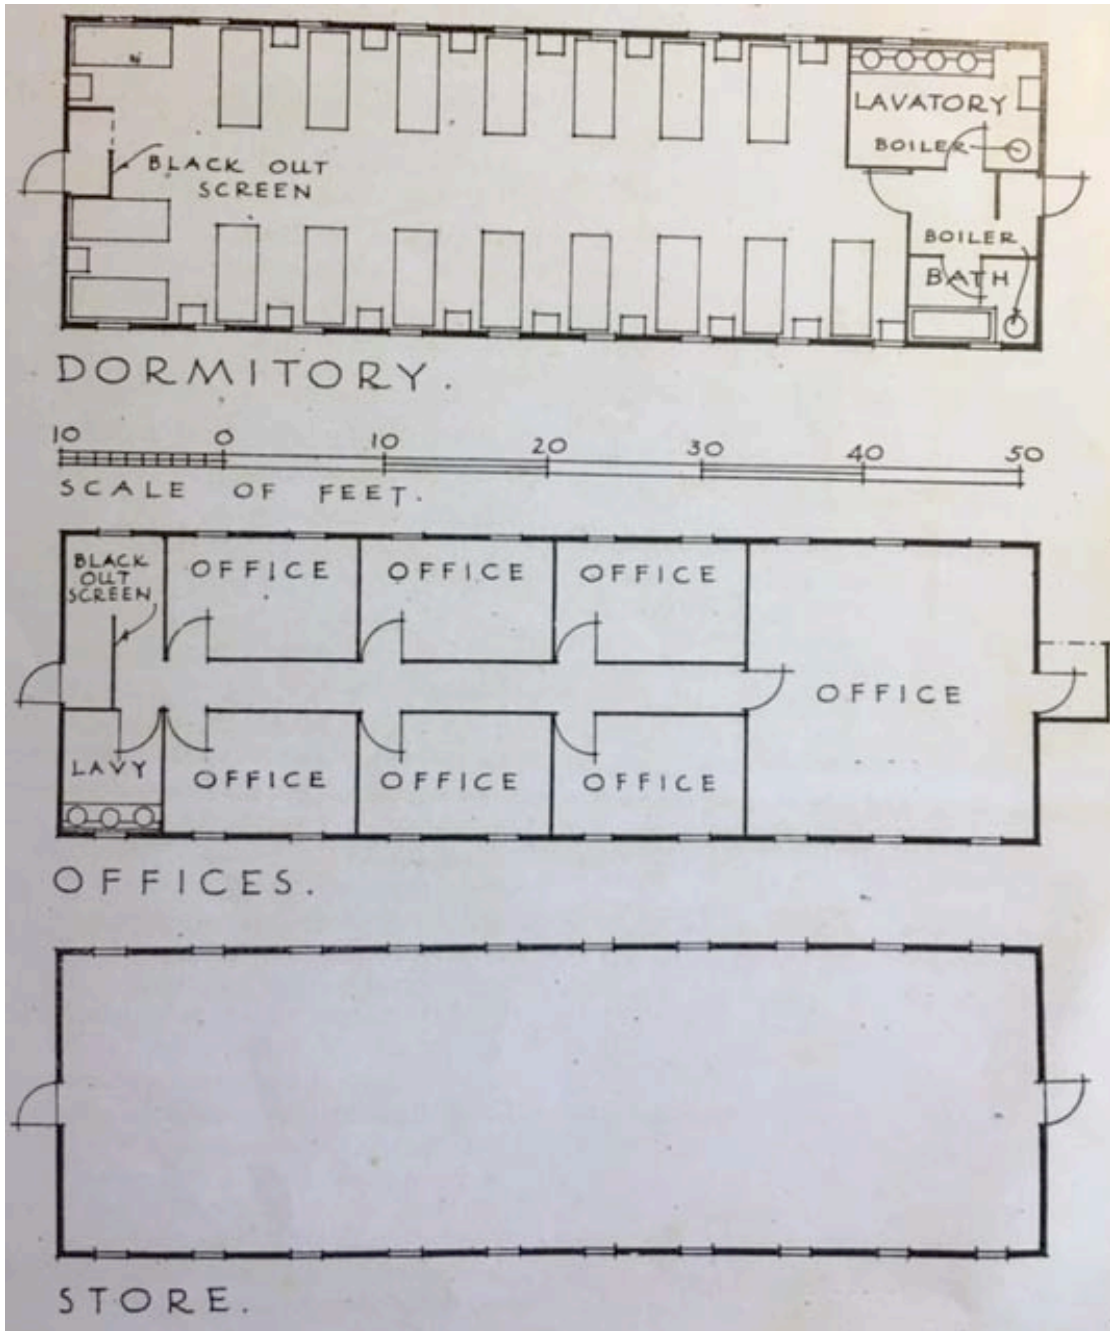 LAVATORY
BOILER
BLACK OUT
SCREEN
BOILER
BATH
DORMITORY.
10 0 10 20 30 40 50
SCALE OF FEET.
BLACK
OUT
SCREEN
OFFICE OFFICE OFFICE
OFFICE
LAVY
OFFICE OFFICE OFFICE
OFFICES.
STORE.